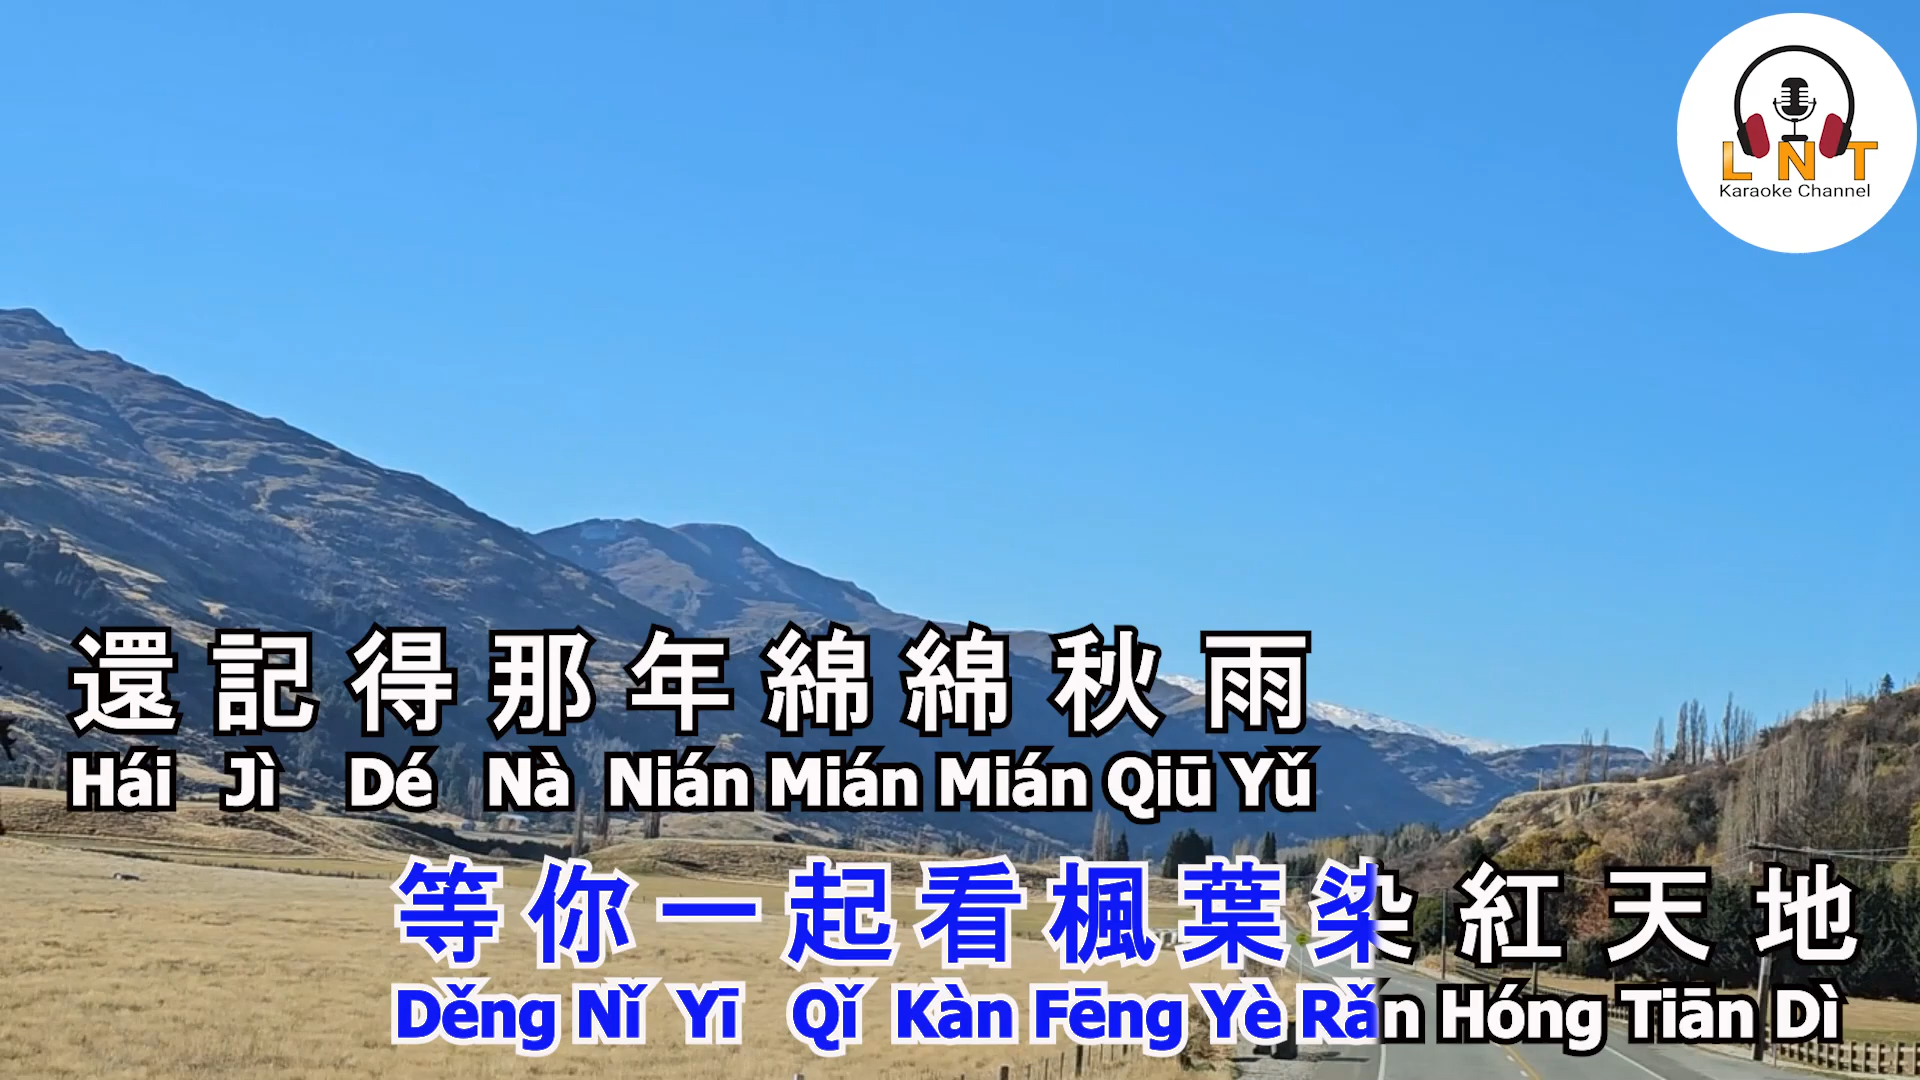 L N T
Karaoke Channel
還記得那年綿綿秋雨
Hái Jì Dé Nà Nián Mián Mián Qiū Yǔ
等你一起看楓葉染紅天地
Děng Nǐ Yī Qǐ Kàn Fēng Yè Rǎn Hóng Tiān Dì